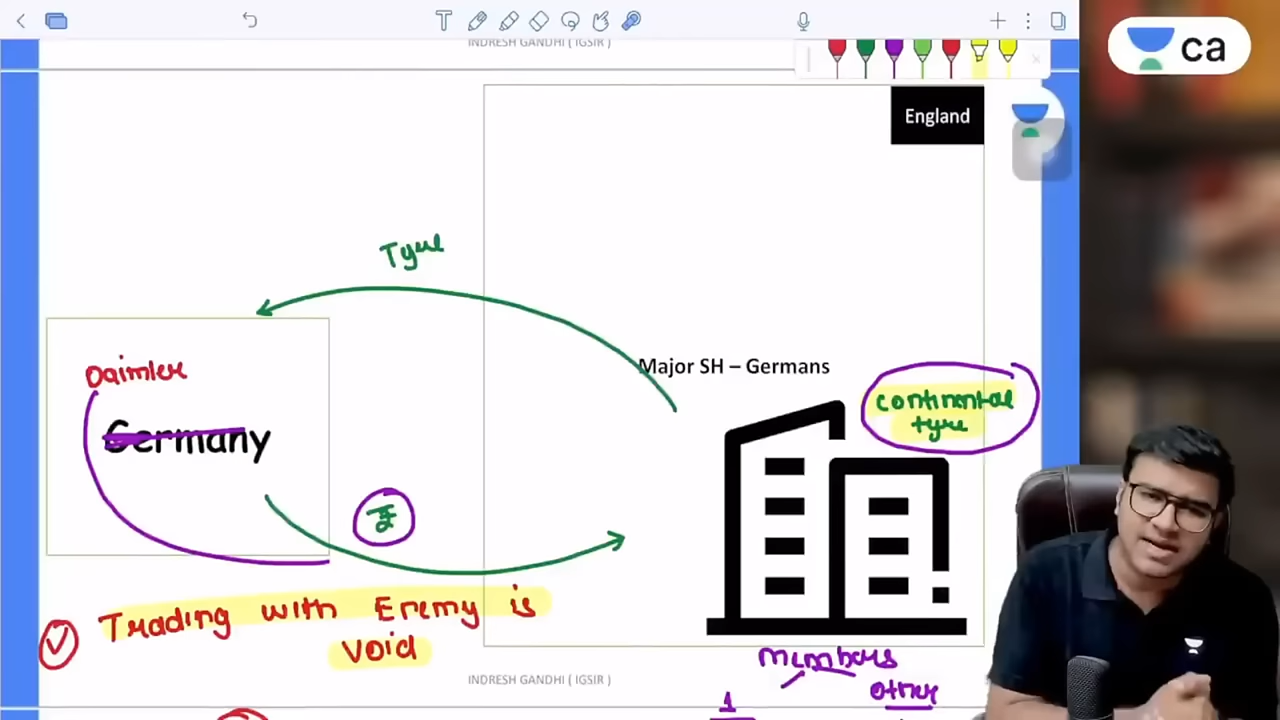 INDRESH GANDHI ( IGSIR )
ca
England
Tyre
Major SH – Germans
Daimler
Continental
tyre
Germany
₹
Trading with Enemy is
void
INDRESH GANDHI ( IGSIR )
members
1
other